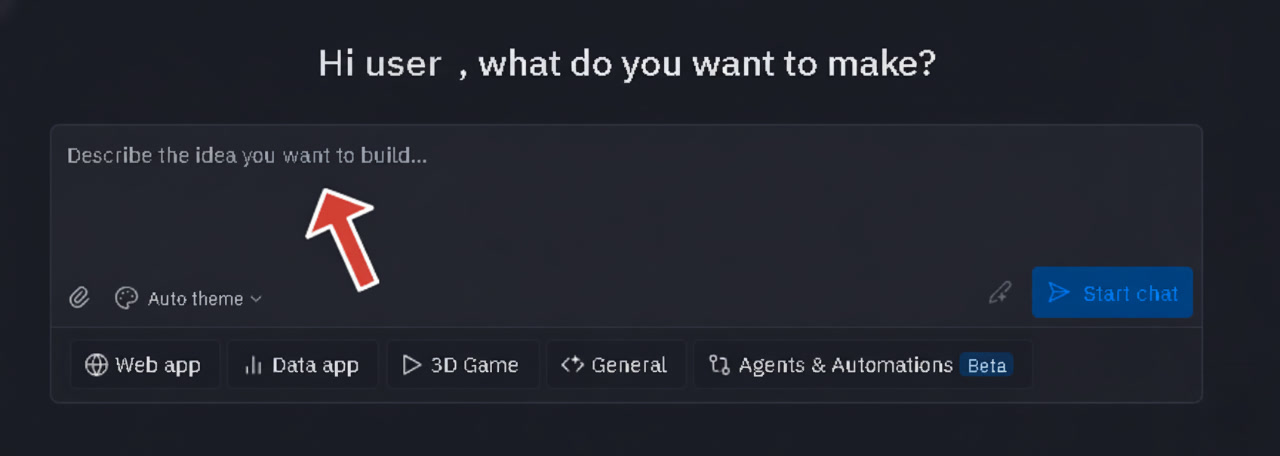 Hi user , what do you want to make?
Describe the idea you want to build...
Auto theme
Start chat
Web app
Data app
3D Game
General
Agents & Automations Beta